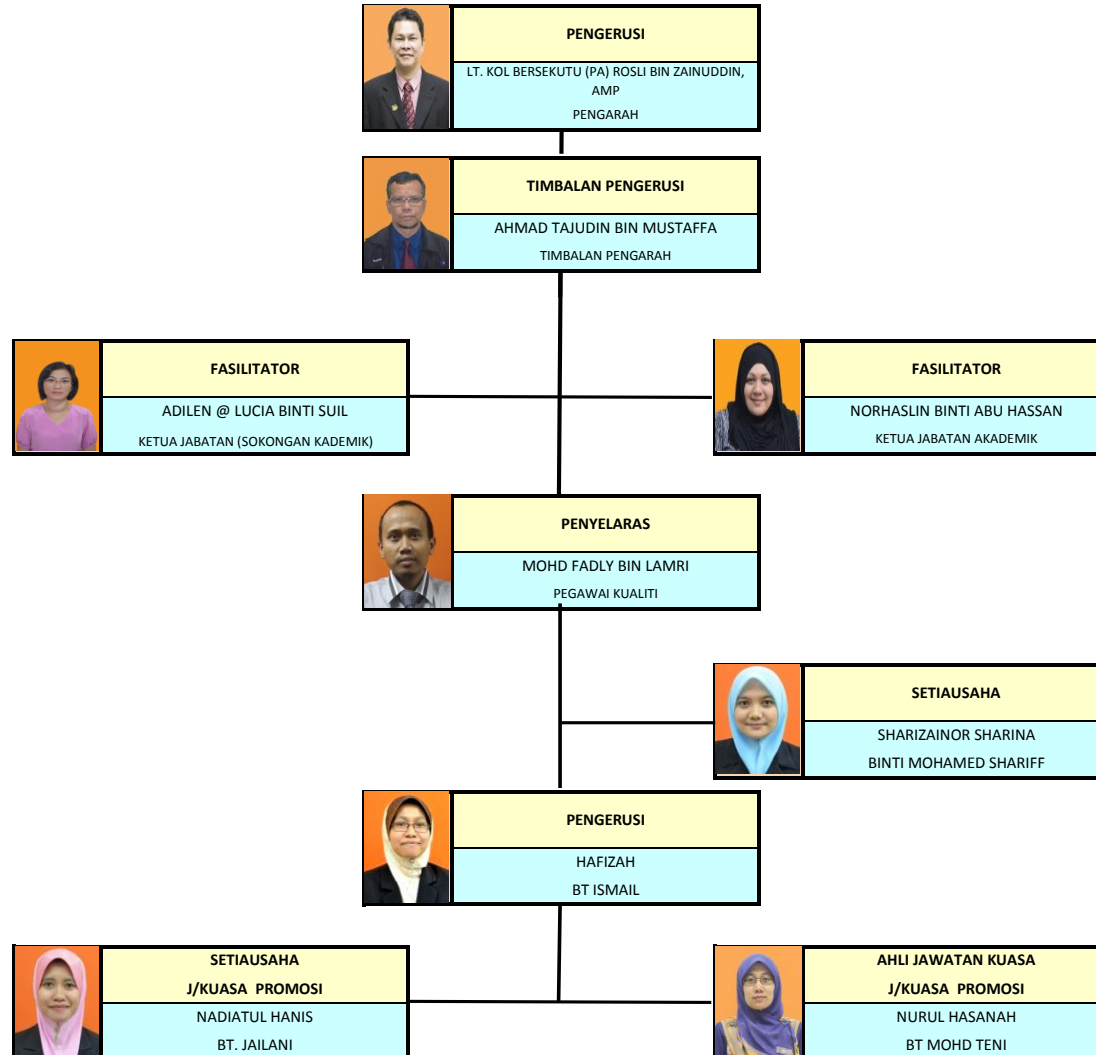 PENGERUSI
LT. KOL BERSEKUTU (PA) ROSLI BIN ZAINUDDIN,
AMP
PENGARAH
TIMBALAN PENGERUSI
AHMAD TAJUDIN BIN MUSTAFFA
TIMBALAN PENGARAH
FASILITATOR
ADILEN @ LUCIA BINTI SUIL
KETUA JABATAN (SOKONGAN KADEMIK)
FASILITATOR
NORHASLIN BINTI ABU HASSAN
KETUA JABATAN AKADEMIK
PENYELARAS
MOHD FADLY BIN LAMRI
PEGAWAI KUALITI
SETIAUSAHA
SHARIZAINOR SHARINA
BINTI MOHAMED SHARIFF
PENGERUSI
HAFIZAH
BT ISMAIL
SETIAUSAHA
J/KUASA PROMOSI
NADIATUL HANIS
BT. JAILANI
AHLI JAWATAN KUASA
J/KUASA PROMOSI
NURUL HASANAH
BT MOHD TENI